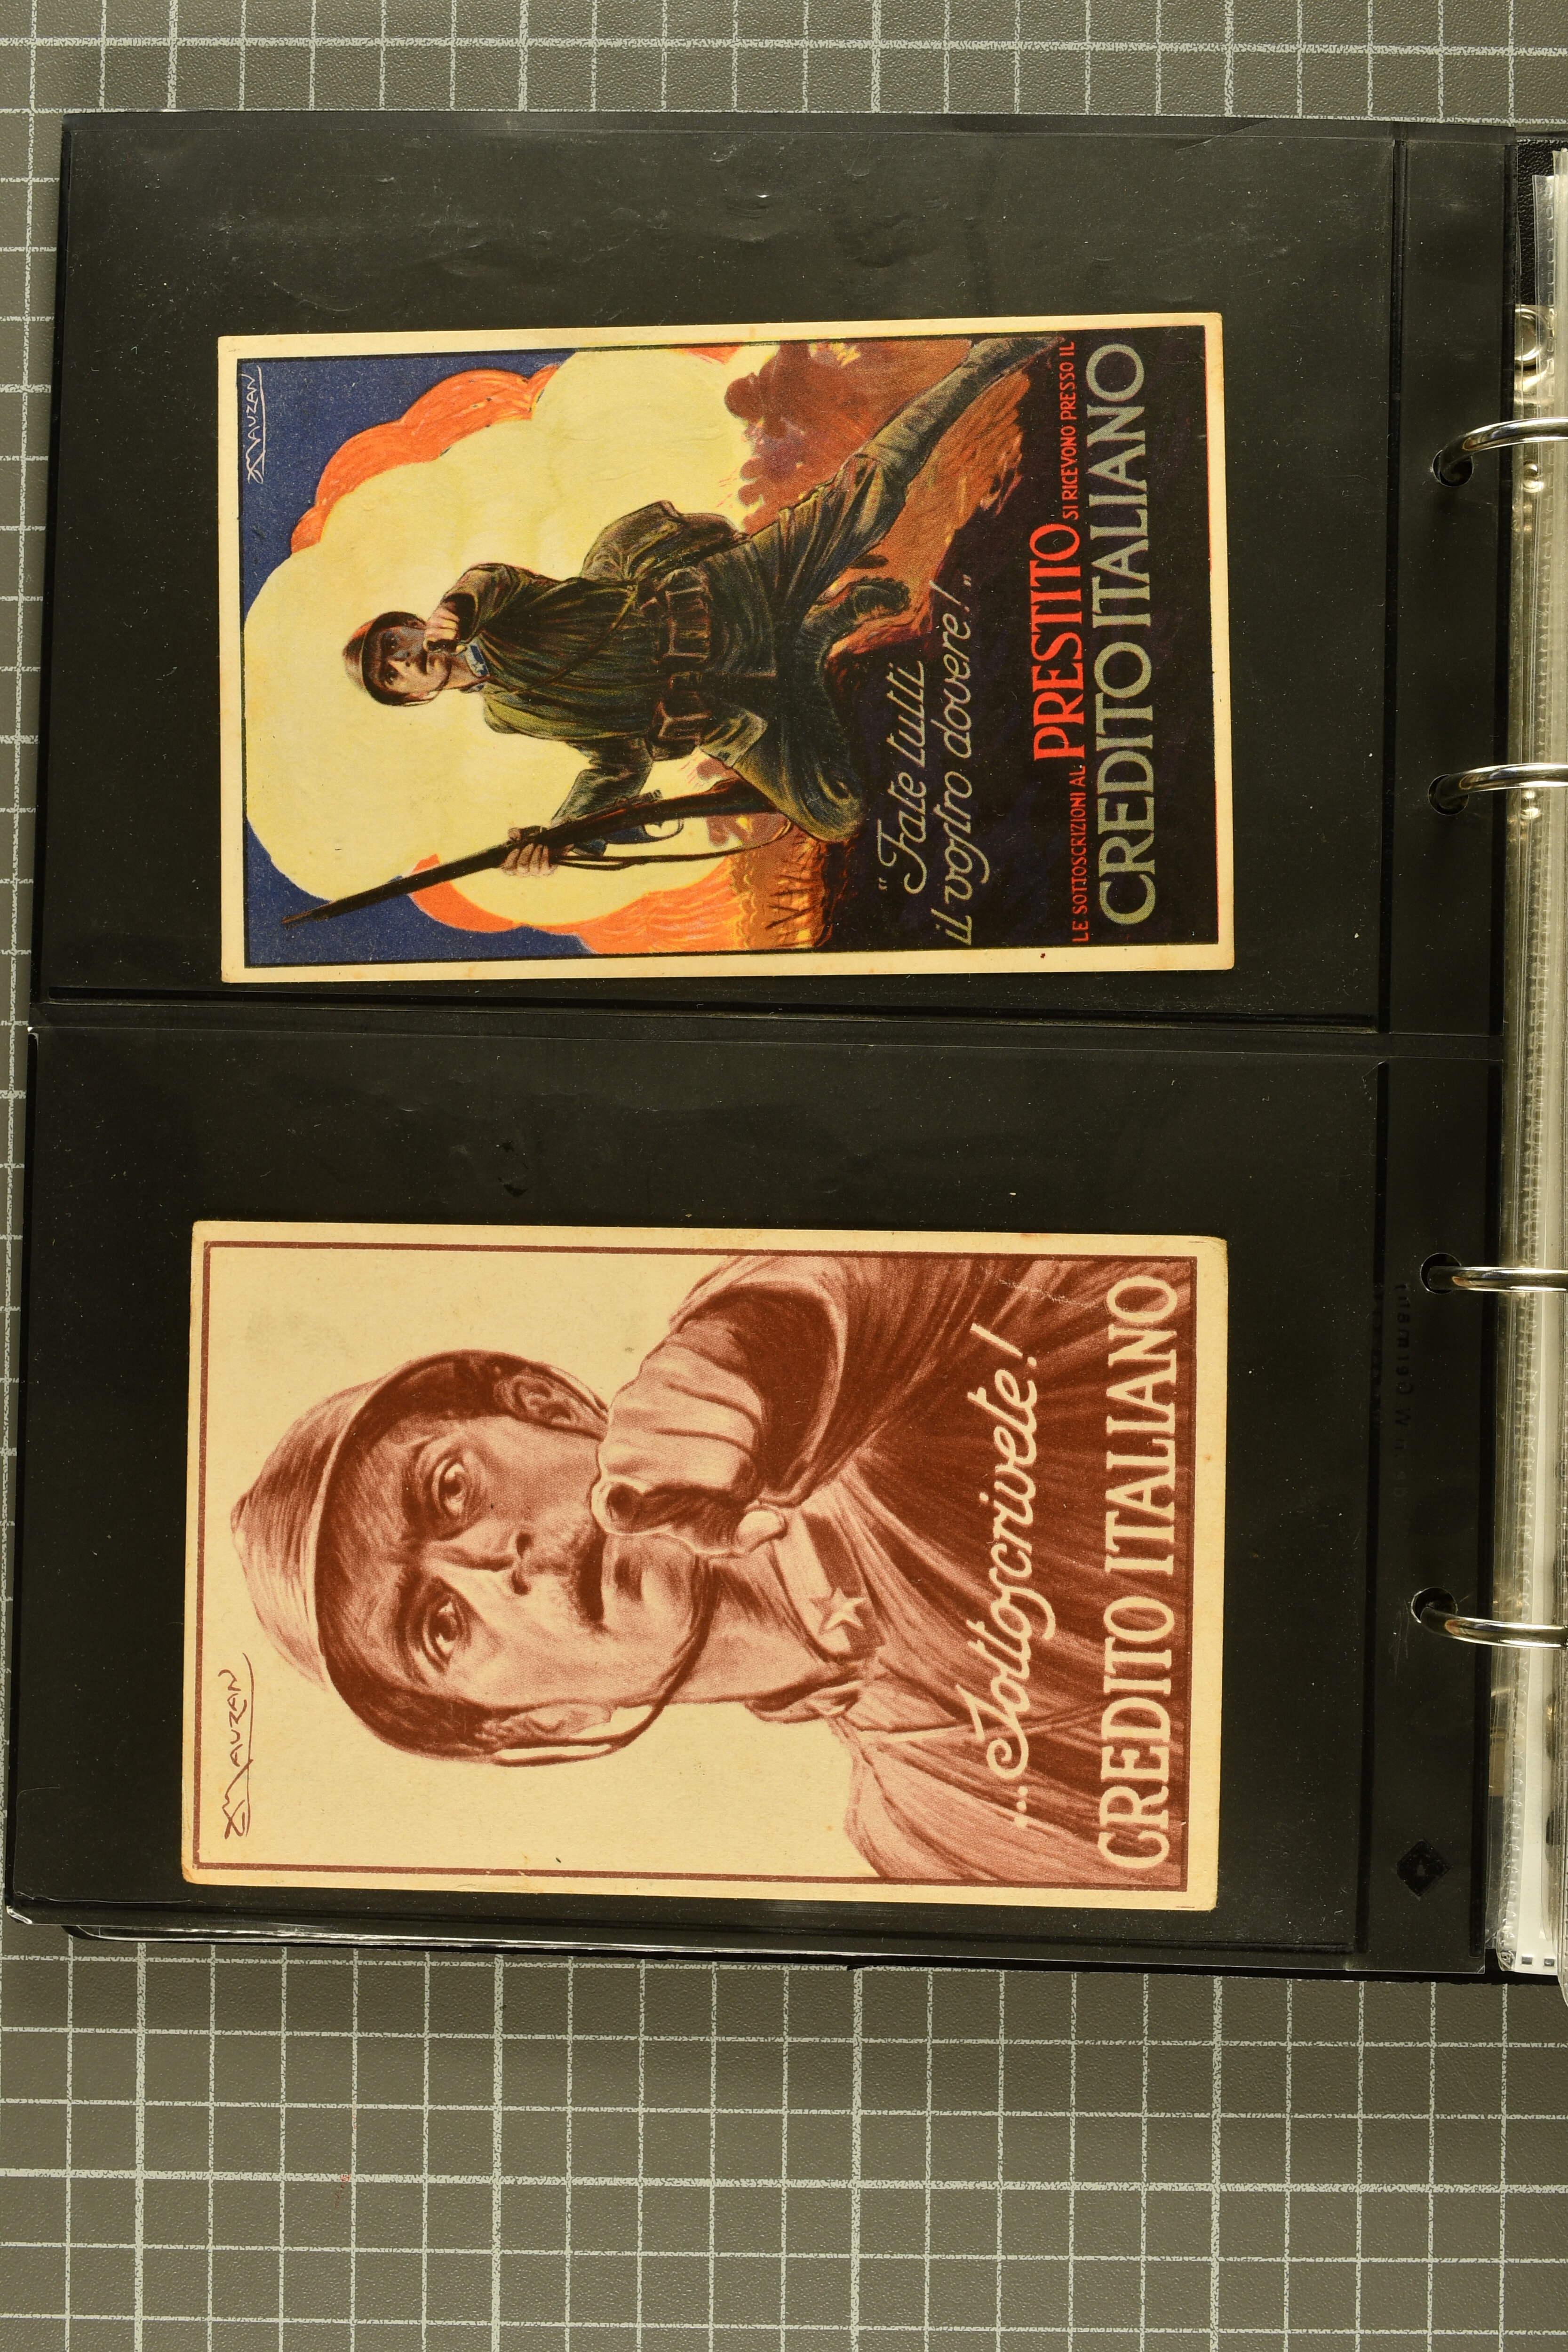 MAUZAN
"Fate tutti
il vostro dovere!"
LE SOTTOSCRIZIONI AL PRESTITO SI RICEVONO PRESSO IL
CREDITO ITALIANO
MAUZAN
... Sottoscrivete!
CREDITO ITALIANO